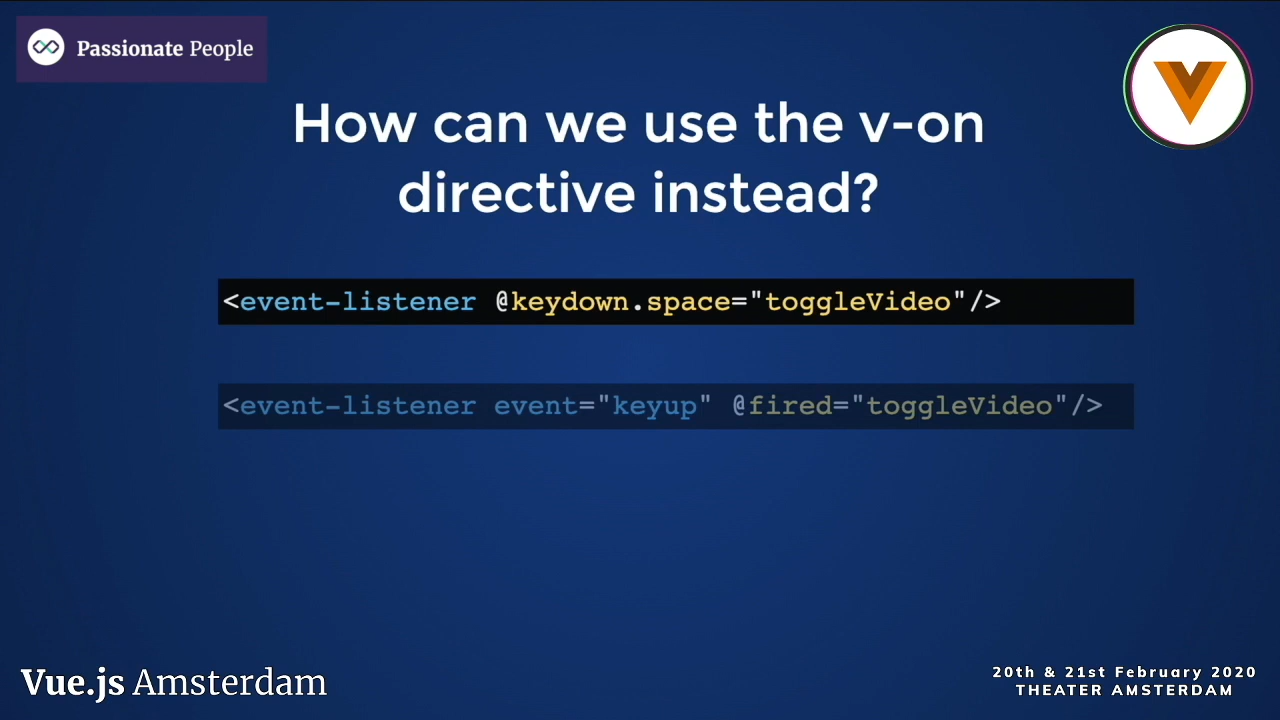 Passionate People
How can we use the v-on
directive instead?
<event-listener @keydown.space="toggleVideo"/>
<event-listener event="keyup" @fired="toggleVideo"/>
Vue.js Amsterdam
20th & 21st February 2020
THEATER AMSTERDAM